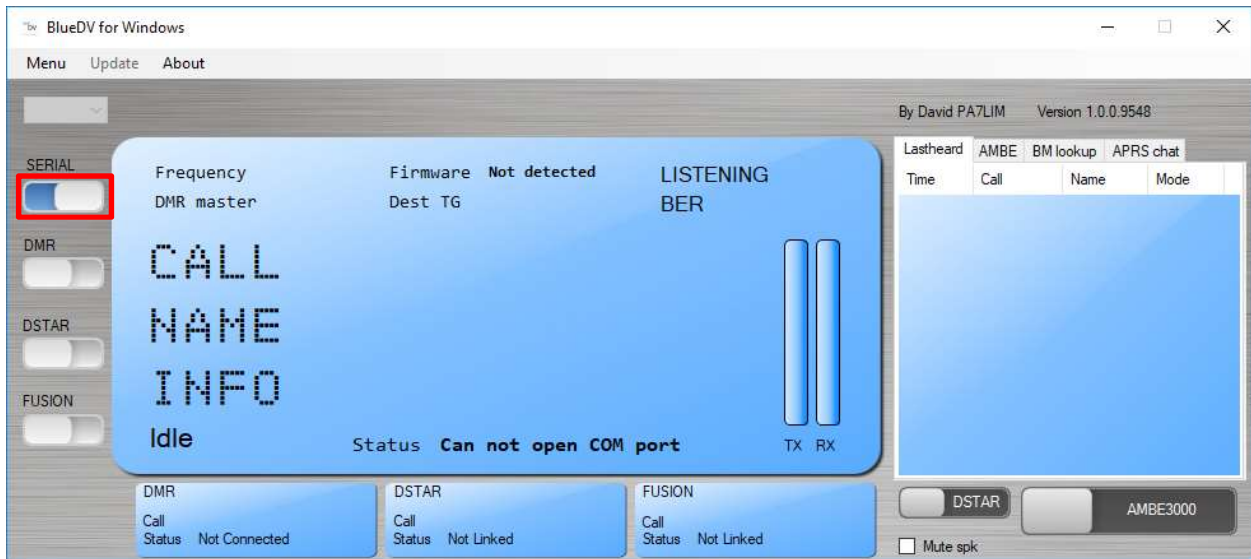 BlueDV for Windows
Menu Update About
By David PA7LIM Version 1.0.0.9548
SERIAL
DMR
DSTAR
FUSION
Frequency Firmware Not detected LISTENING
DMR master Dest TG BER
CALL
NAME
INFO
Idle Status Can not open COM port TX RX
Lastheard AMBE BM lookup APRS chat
Time Call Name Mode
DMR
Call
Status Not Connected
DSTAR
Call
Status Not Linked
FUSION
Call
Status Not Linked
DSTAR AMBE3000
Mute spk